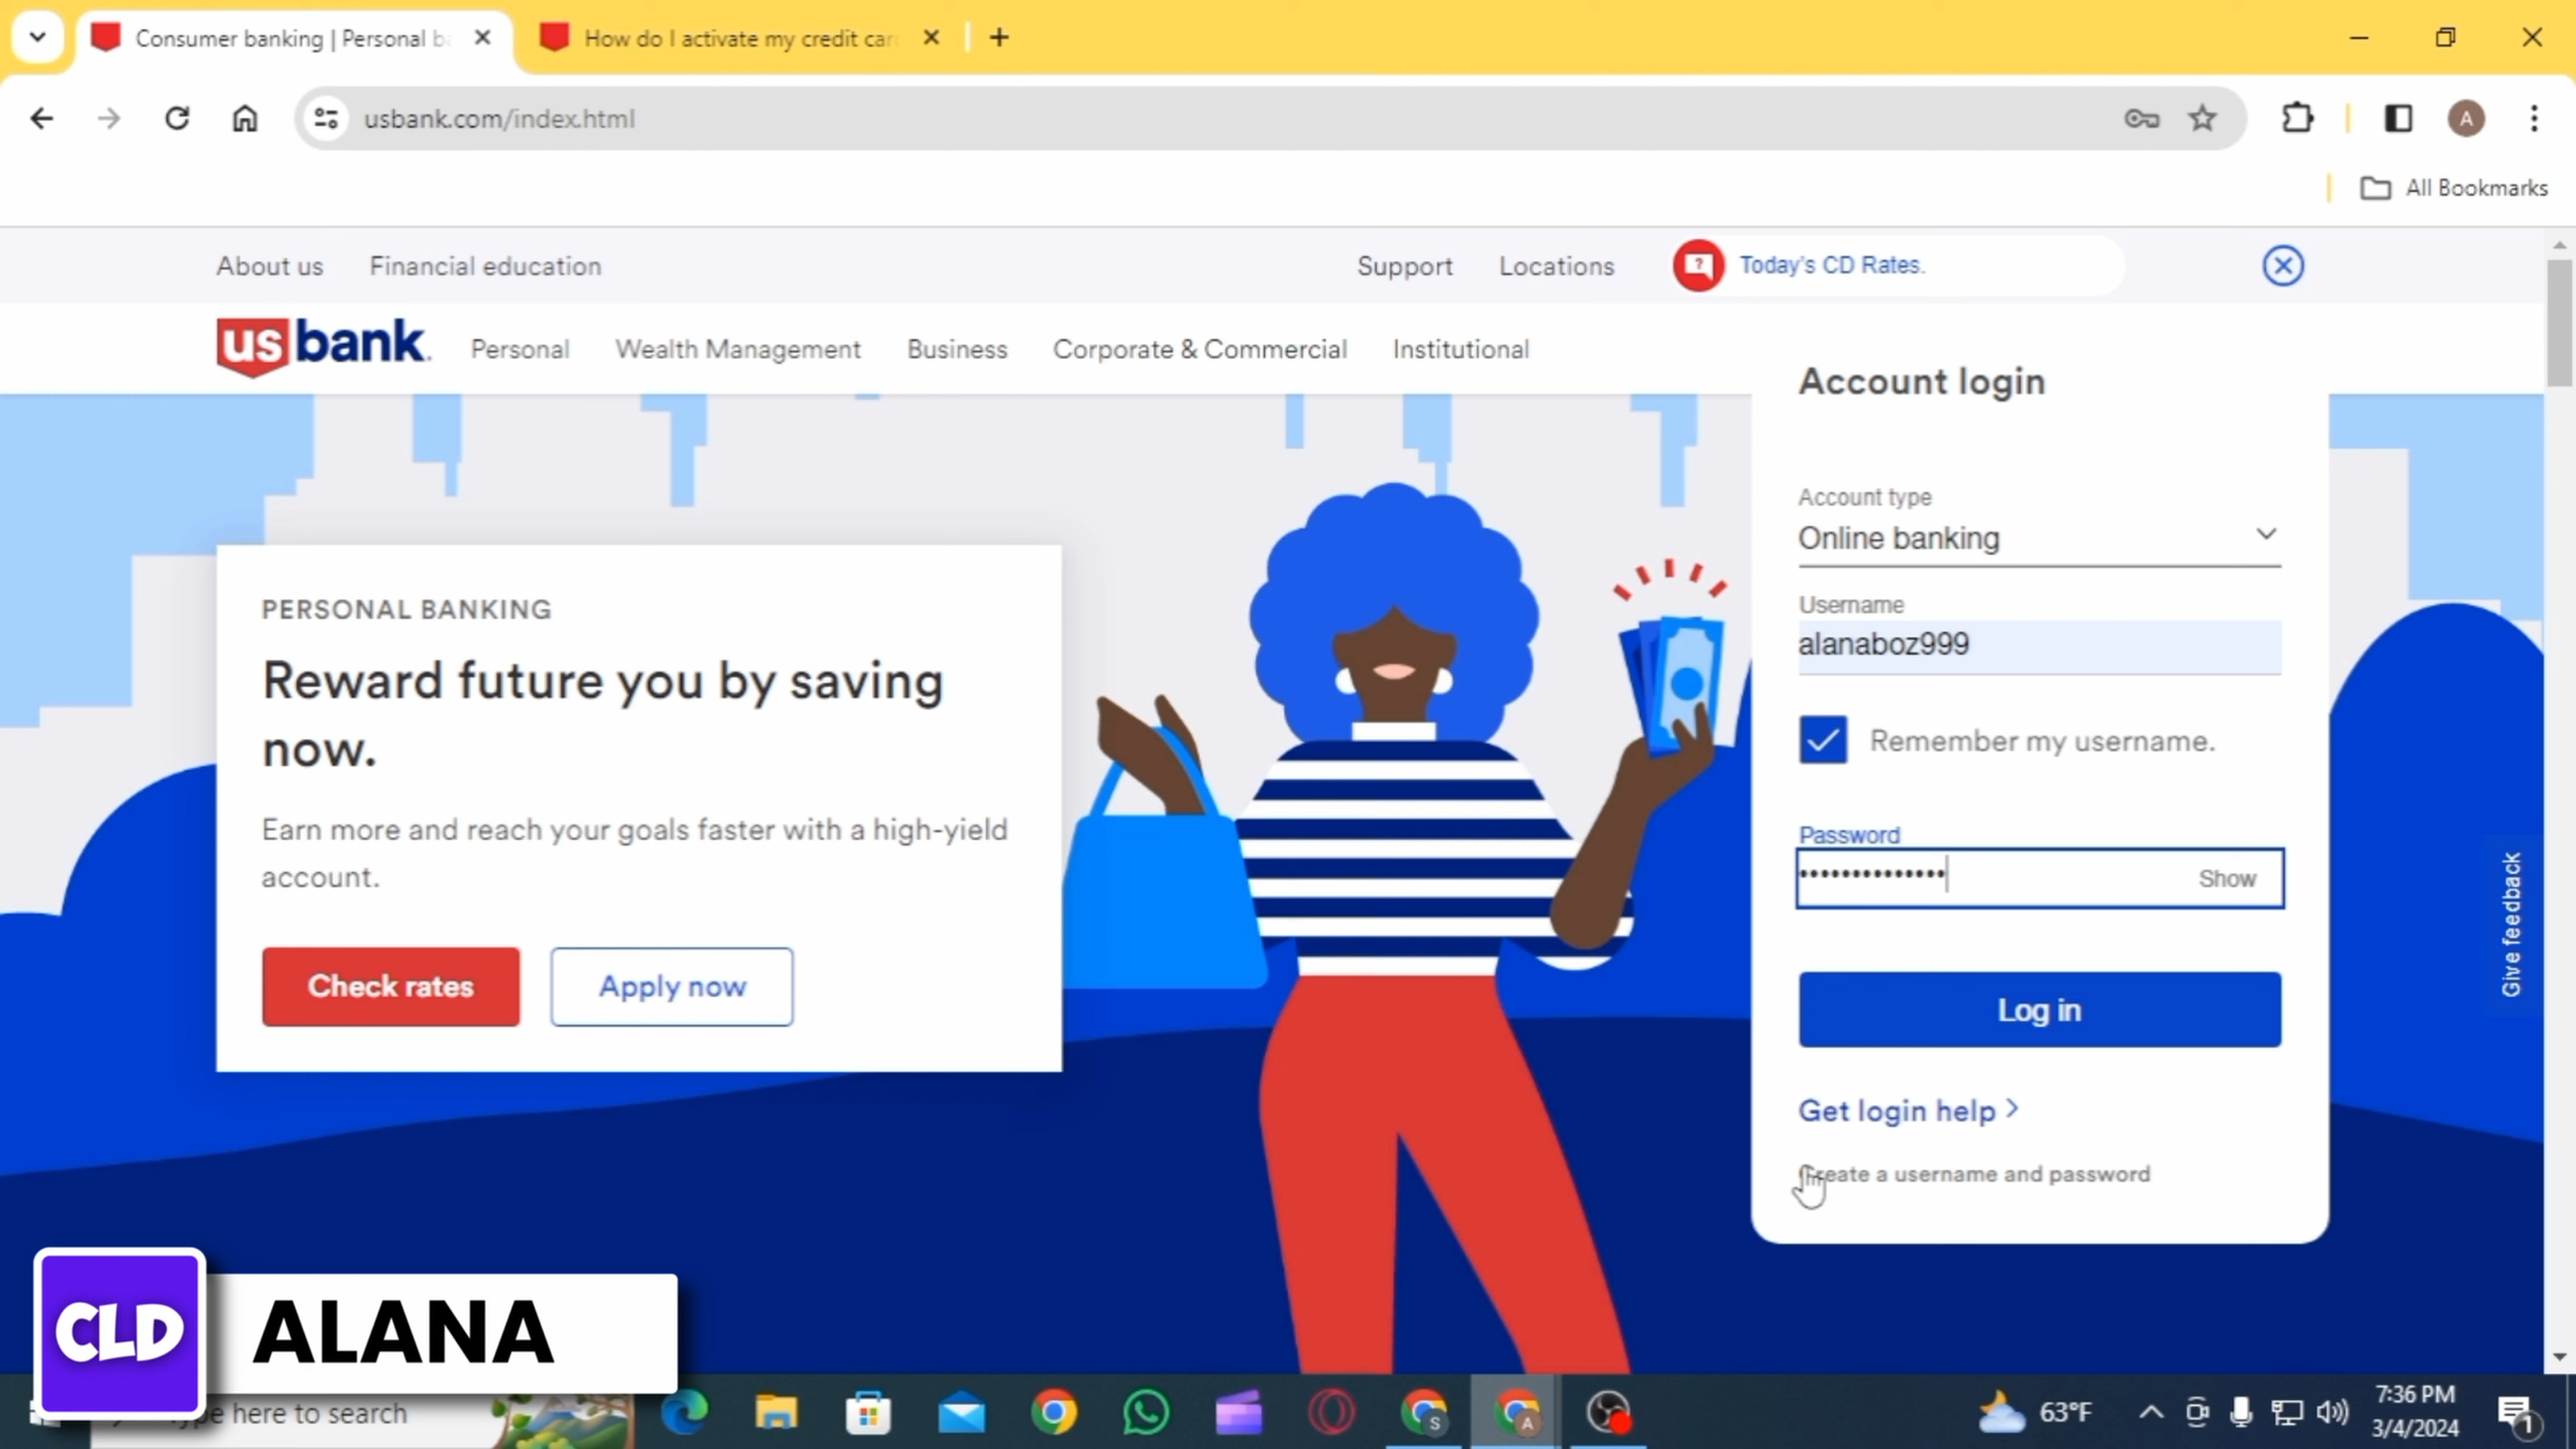 Consumer banking | Personal b
How do I activate my credit car
usbank.com/index.html
A
All Bookmarks
About us
Financial education
Support
Locations
?
Today's CD Rates.
us bank.
Personal
Wealth Management
Business
Corporate & Commercial
Institutional
Account login
Account type
Online banking
Username
alanaboz999
Remember my username.
Password
••••••••••••••
Show
Log in
Get login help
Create a username and password
PERSONAL BANKING
Reward future you by saving
now.
Earn more and reach your goals faster with a high-yield
account.
Check rates
Apply now
Give feedback
CLD
ALANA
ype here to search
S
A
63°F
7:36 PM
3/4/2024
1